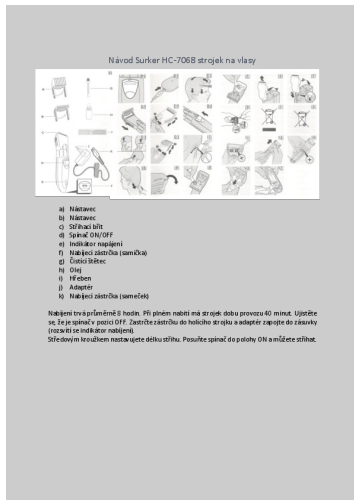 Návod Surker HC-7068 strojek na vlasy
a) Nástavec
b) Nástavec
c) Stříhací břit
d) Spínač ON/OFF
e) Indikátor napájení
f) Nabíjecí zástrčka (samička)
g) Čistící štětec
h) Olej
i) Hřeben
j) Adaptér
k) Nabíjecí zástrčka (sameček)
Nabíjení trvá průměrně 8 hodin. Při plném nabití má strojek dobu provozu 40 minut. Ujistěte
se, že je spínač v pozici OFF. Zastrčte zástrčku do holicího strojku a adaptér zapojte do zásuvky
(rozsvítí se indikátor nabíjení).
Středovým kroužkem nastavujete délku střihu. Posuňte spínač do polohy ON a můžete stříhat.